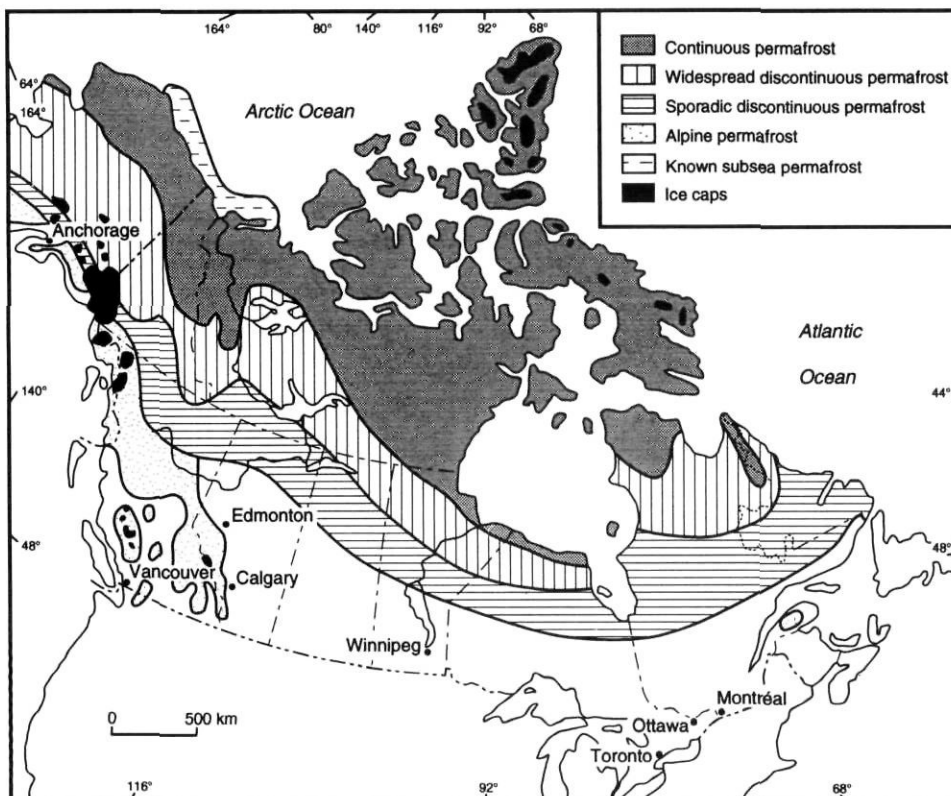 164° 80° 140° 116° 92° 68°
Continuous permafrost
Widespread discontinuous permafrost
Sporadic discontinuous permafrost
Alpine permafrost
Known subsea permafrost
Ice caps
64°
164°
Arctic Ocean
Anchorage
Atlantic
Ocean
140°
44°
Edmonton
48°
48°
Vancouver
Calgary
Winnipeg
0 500 km
Montréal
Ottawa
Toronto
116° 92° 68°